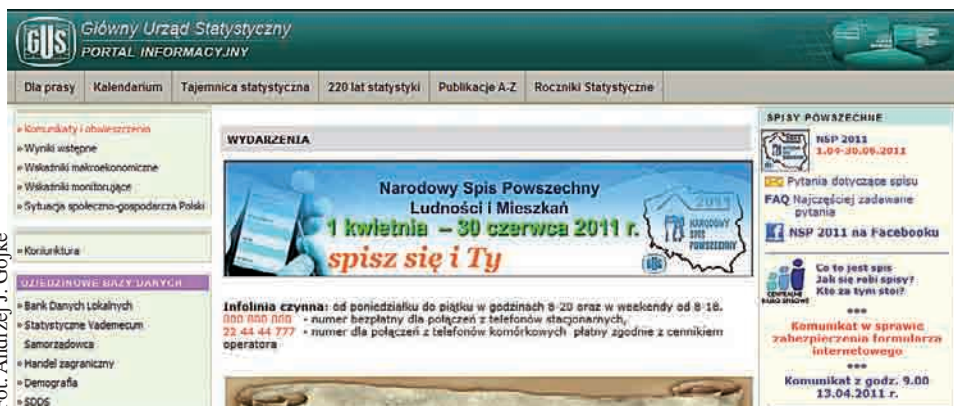 GUS
Główny Urząd Statystyczny
PORTAL INFORMACYJNY
Dla prasy Kalendarium Tajemnica statystyczna 220 lat statystyki Publikacje A-Z Roczniki Statystyczne
» Komunikaty i obwieszczenia
» Wyniki wstępne
» Wskaźniki makroekonomiczne
» Wskaźniki monitorujące
» Sytuacja społeczno-gospodarcza Polski
» Koniunktura
DZIEDZINOWE BAZY DANYCH
» Bank Danych Lokalnych
» Statystyczne Vademecum
Samorządowca
» Handel zagraniczny
» Demografia
» SDDS
WYDARZENIA
Narodowy Spis Powszechny
Ludności i Mieszkań
1 kwietnia – 30 czerwca 2011 r.
spisz się i Ty
2011
NARODOWY
SPIS
POWSZECHNY
Infolinia czynna: od poniedziałku do piątku w godzinach 8-20 oraz w weekendy od 8-18.
800 800 800 - numer bezpłatny dla połączeń z telefonów stacjonarnych,
22 44 44 777 - numer dla połączeń z telefonów komórkowych płatny zgodnie z cennikiem
operatora
SPISY POWSZECHNE
NSP 2011
1.04-30.06.2011
Pytania dotyczące spisu
FAQ Najczęściej zadawane
pytania
NSP 2011 na Facebooku
CENTRALNE
BIURO SPISOWE
Co to jest spis
Jak się robi spisy?
Kto za tym stoi?
***
Komunikat w sprawie
zabezpieczenia formularza
internetowego
***
Komunikat z godz. 9.00
13.04.2011 r.
Fot. Andrzej J. Gojke